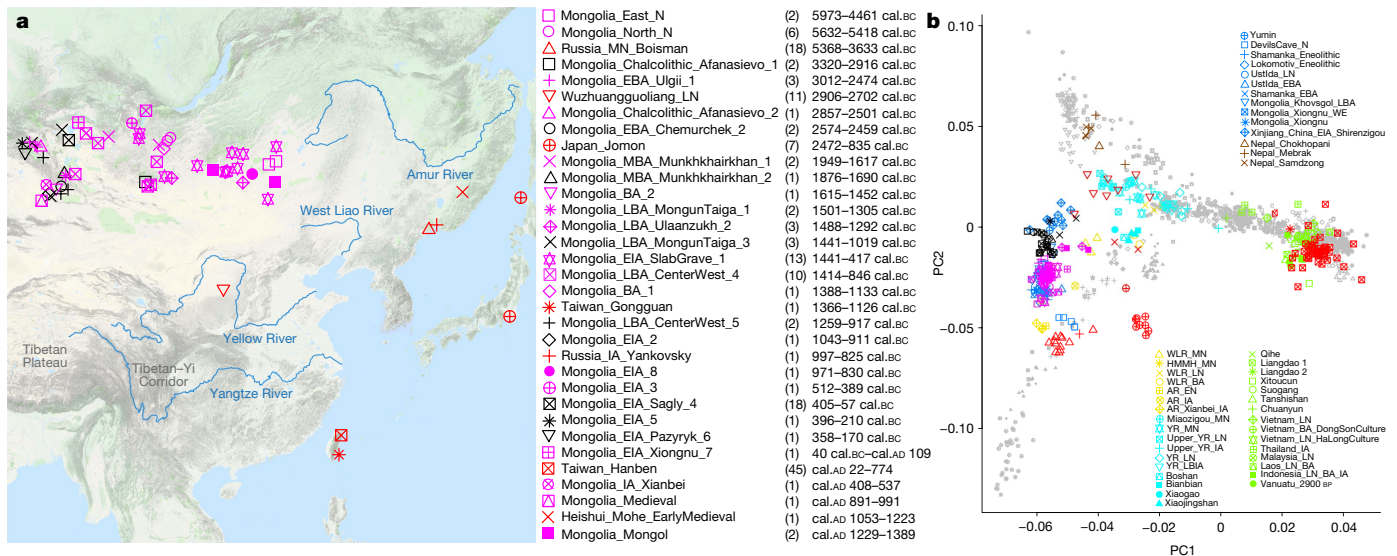 a
Amur River
West Liao River
Yellow River
Tibetan
Plateau
Tibetan–Yi
Corridor
Yangtze River
Mongolia_East_N (2) 5973–4461 cal.BC
Mongolia_North_N (6) 5632–5418 cal.BC
Russia_MN_Boisman (18) 5368–3633 cal.BC
Mongolia_Chalcolithic_Afanasievo_1 (2) 3320–2916 cal.BC
Mongolia_EBA_Ulgii_1 (3) 3012–2474 cal.BC
Wuzhuangguoliang_LN (11) 2906–2702 cal.BC
Mongolia_Chalcolithic_Afanasievo_2 (1) 2857–2501 cal.BC
Mongolia_EBA_Chemurchek_2 (2) 2574–2459 cal.BC
Japan_Jomon (7) 2472–835 cal.BC
Mongolia_MBA_Munkhkhairkhan_1 (2) 1949–1617 cal.BC
Mongolia_MBA_Munkhkhairkhan_2 (1) 1876–1690 cal.BC
Mongolia_BA_2 (1) 1615–1452 cal.BC
Mongolia_LBA_MongunTaiga_1 (2) 1501–1305 cal.BC
Mongolia_LBA_Ulaanzukh_2 (3) 1488–1292 cal.BC
Mongolia_LBA_MongunTaiga_3 (3) 1441–1019 cal.BC
Mongolia_EIA_SlabGrave_1 (13) 1441–417 cal.BC
Mongolia_LBA_CenterWest_4 (10) 1414–846 cal.BC
Mongolia_BA_1 (1) 1388–1133 cal.BC
Taiwan_Gongguan (1) 1366–1126 cal.BC
Mongolia_LBA_CenterWest_5 (2) 1259–917 cal.BC
Mongolia_EIA_2 (1) 1043–911 cal.BC
Russia_IA_Yankovsky (1) 997–825 cal.BC
Mongolia_EIA_8 (1) 971–830 cal.BC
Mongolia_EIA_3 (1) 512–389 cal.BC
Mongolia_EIA_Sagly_4 (18) 405–57 cal.BC
Mongolia_EIA_5 (1) 396–210 cal.BC
Mongolia_EIA_Pazyryk_6 (1) 358–170 cal.BC
Mongolia_EIA_Xiongnu_7 (1) 40 cal.BC–cal.AD 109
Taiwan_Hanben (45) cal.AD 22–774
Mongolia_IA_Xianbei (1) cal.AD 408–537
Mongolia_Medieval (1) cal.AD 891–991
Heishui_Mohe_EarlyMedieval (1) cal.AD 1053–1223
Mongolia_Mongol (2) cal.AD 1229–1389
b
0.10
0.05
0
−0.05
−0.10
PC2
−0.06 −0.04 −0.02 0 0.02 0.04
PC1
Yumin
DevilsCave_N
Shamanka_Eneolithic
Lokomotiv_Eneolithic
UstIda_LN
UstIda_EBA
Shamanka_EBA
Mongolia_Khovsgol_LBA
Mongolia_Xiongnu_WE
Mongolia_Xiongnu
Xinjiang_China_EIA_Shirenzigou
Nepal_Chokhopani
Nepal_Mebrak
Nepal_Samdzong
WLR_MN
HMMH_MN
WLR_LN
WLR_BA
AR_EN
AR_IA
AR_Xianbei_IA
Miaozigou_MN
YR_MN
Upper_YR_LN
Upper_YR_IA
YR_LN
YR_LBIA
Boshan
Bianbian
Xiaogao
Xiaojingshan
Qihe
Liangdao 1
Liangdao 2
Xitoucun
Suogang
Tanshishan
Chuanyun
Vietnam_LN
Vietnam_BA_DongSonCulture
Vietnam_LN_HaLongCulture
Thailand_IA
Malaysia_LN
Laos_LN_BA
Indonesia_LN_BA_IA
Vanuatu_2900 BP